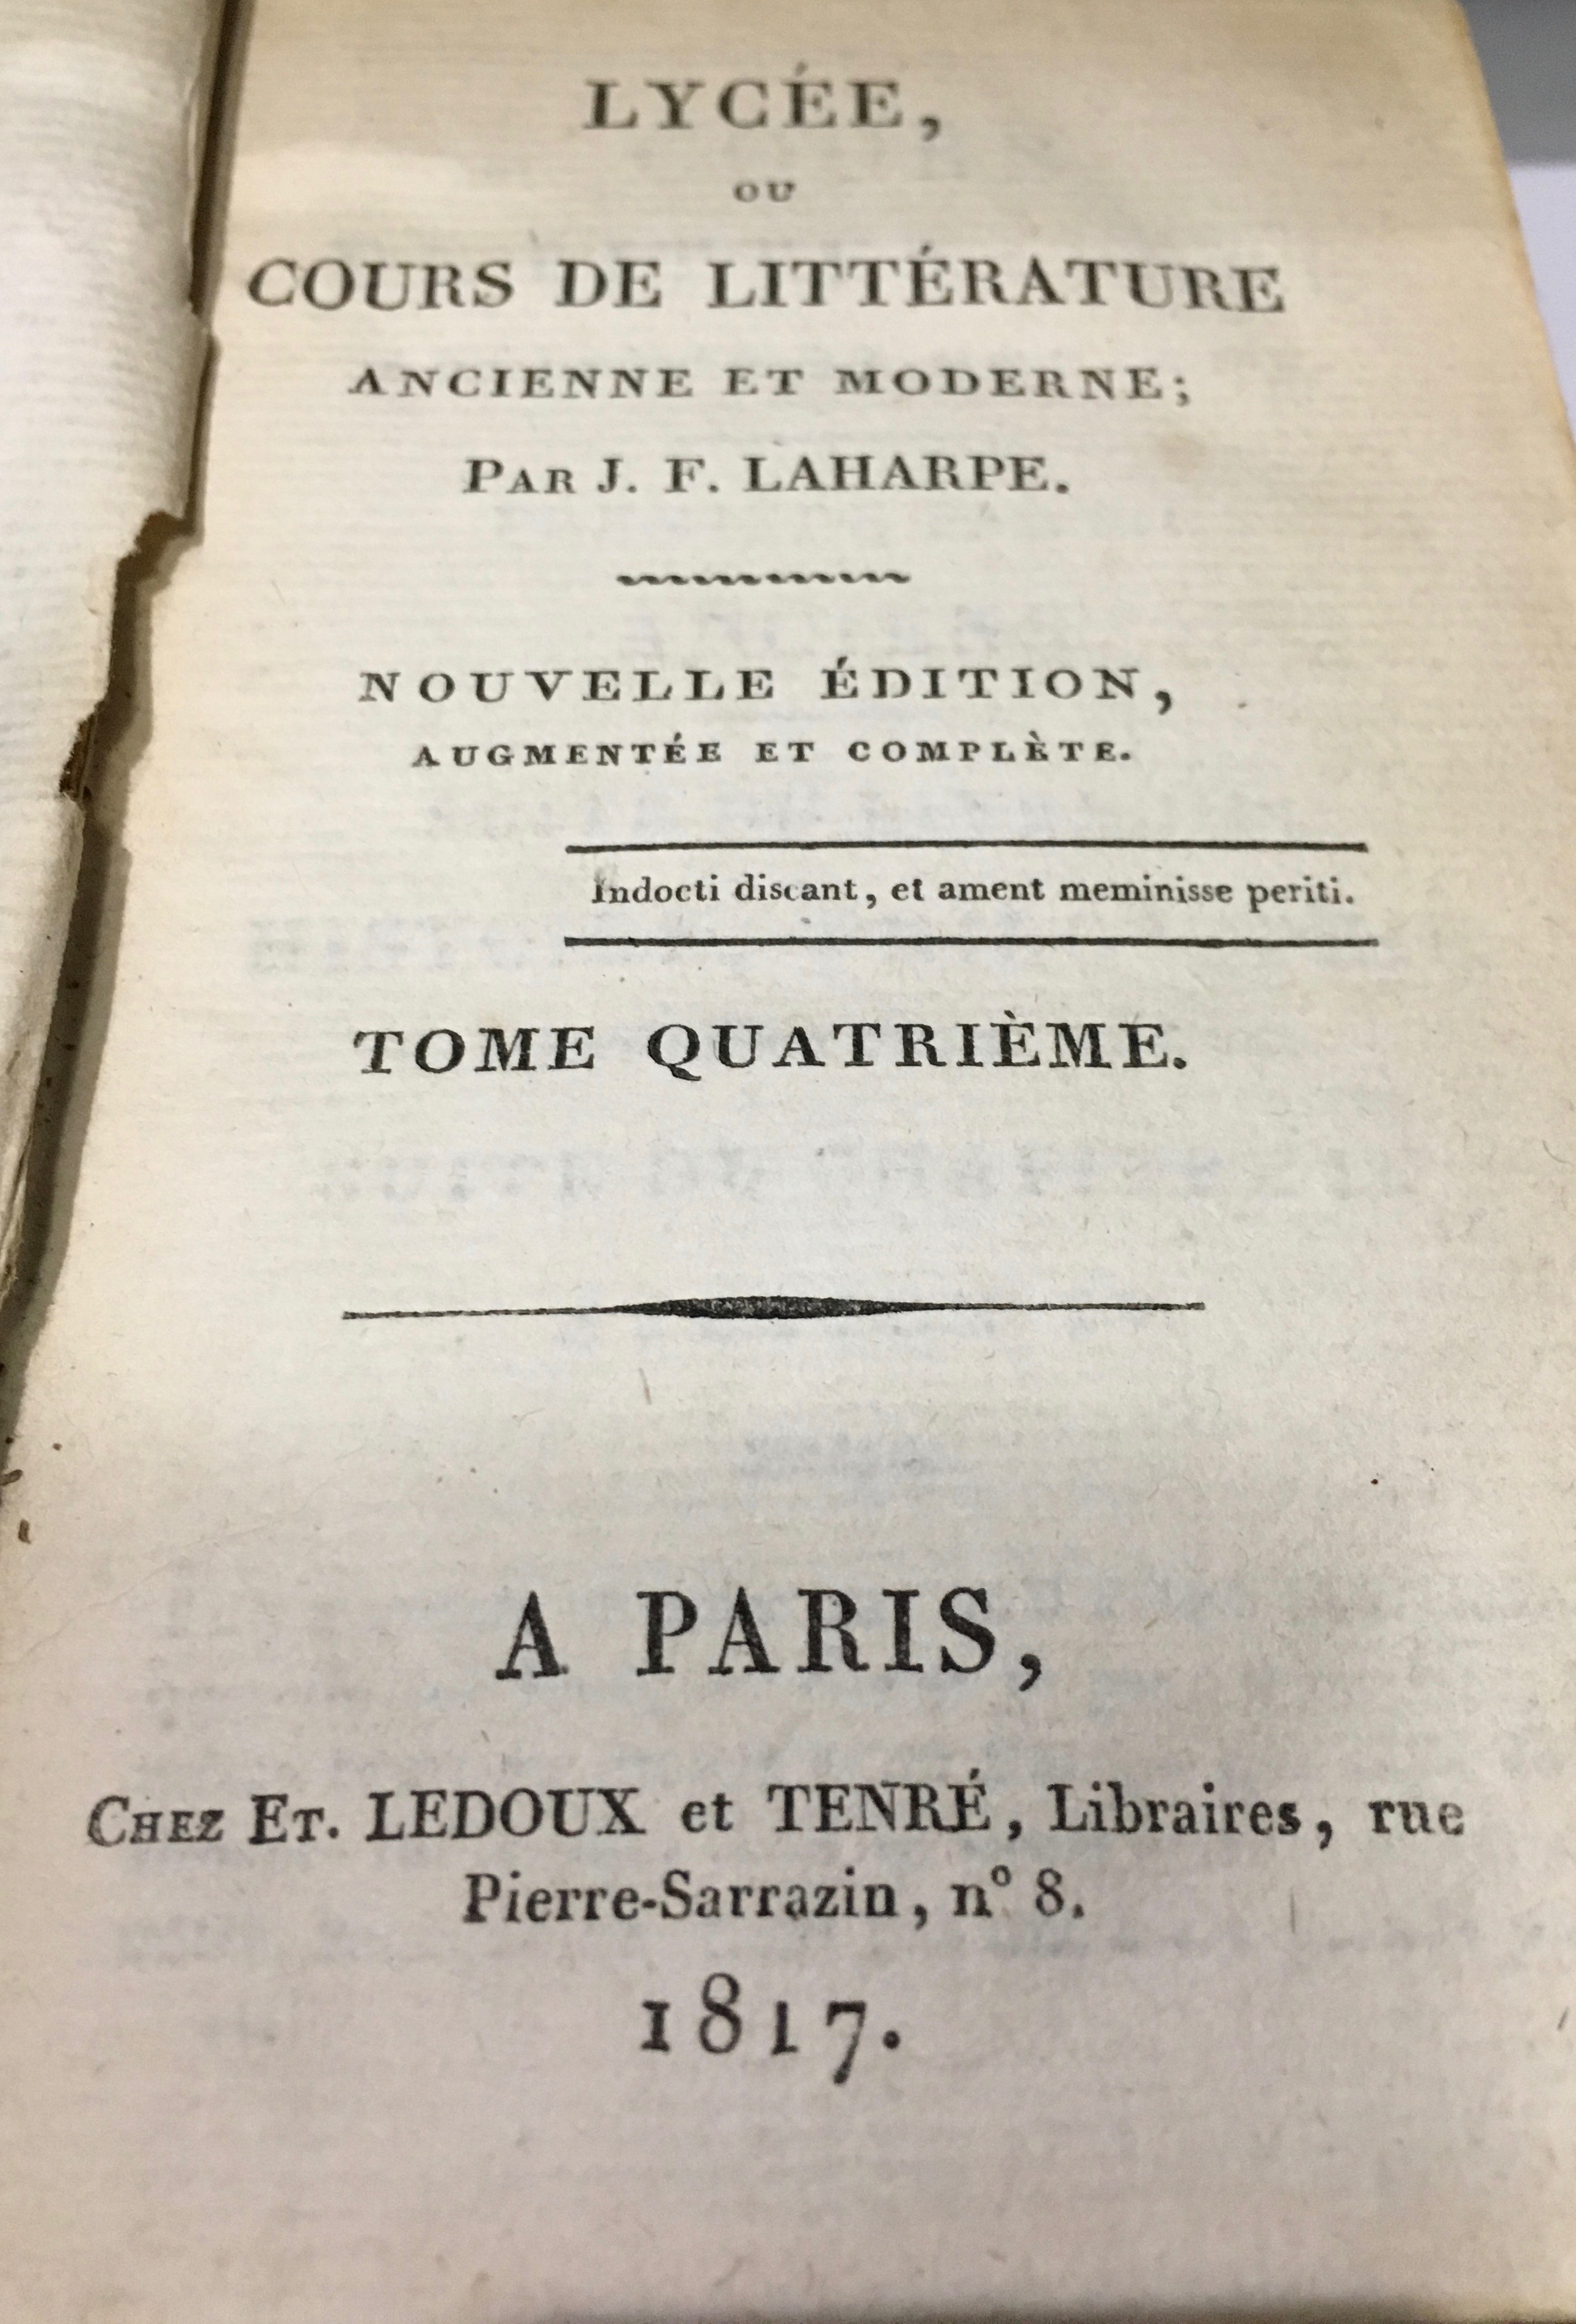 LYCÉE,
OU
COURS DE LITTÉRATURE
ANCIENNE ET MODERNE;
PAR J. F. LAHARPE.
NOUVELLE ÉDITION,
AUGMENTÉE ET COMPLÈTE.
Indocti discant, et ament meminisse periti.
TOME QUATRIÈME.
A PARIS,
CHEZ ET. LEDOUX et TENRÉ, Libraires, rue
Pierre-Sarrazin, n° 8.
1817.